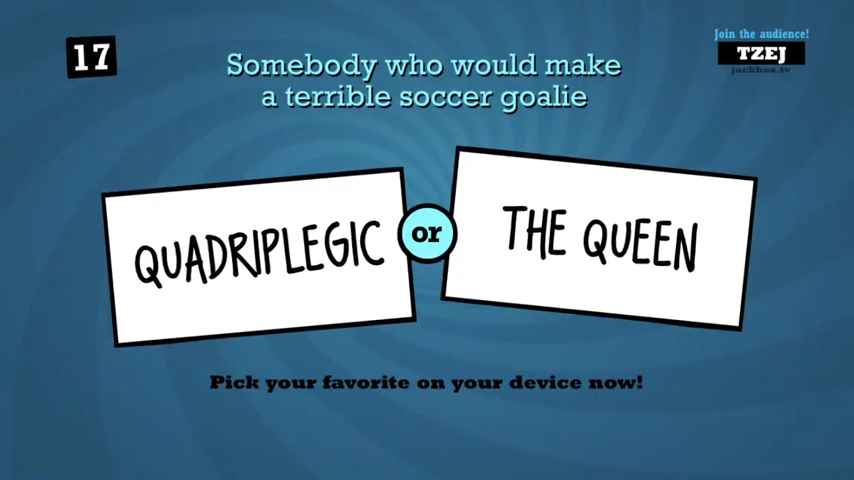 17
Somebody who would make
a terrible soccer goalie
Join the audience!
TZEJ
jackbox.tv
QUADRIPLEGIC
or
THE QUEEN
Pick your favorite on your device now!